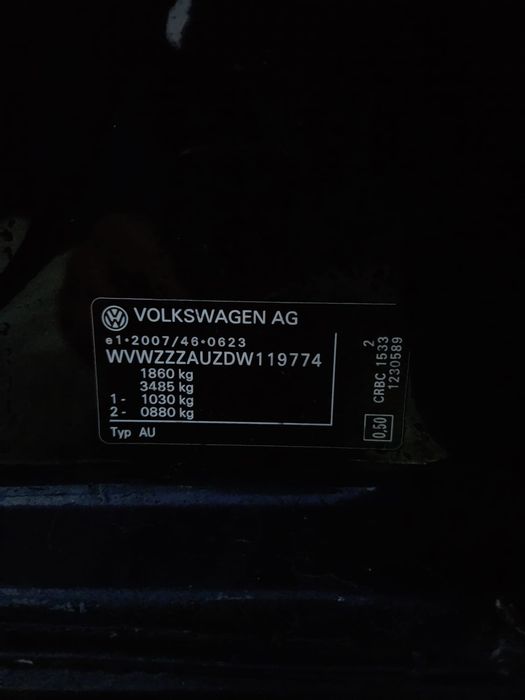 VOLKSWAGEN AG
e1*2007/46*0623
WVWZZZAUZDW119774
1860 kg
3485 kg
1- 1030 kg
2- 0880 kg
Typ AU
2
CRBC 1533
1230589
0,50